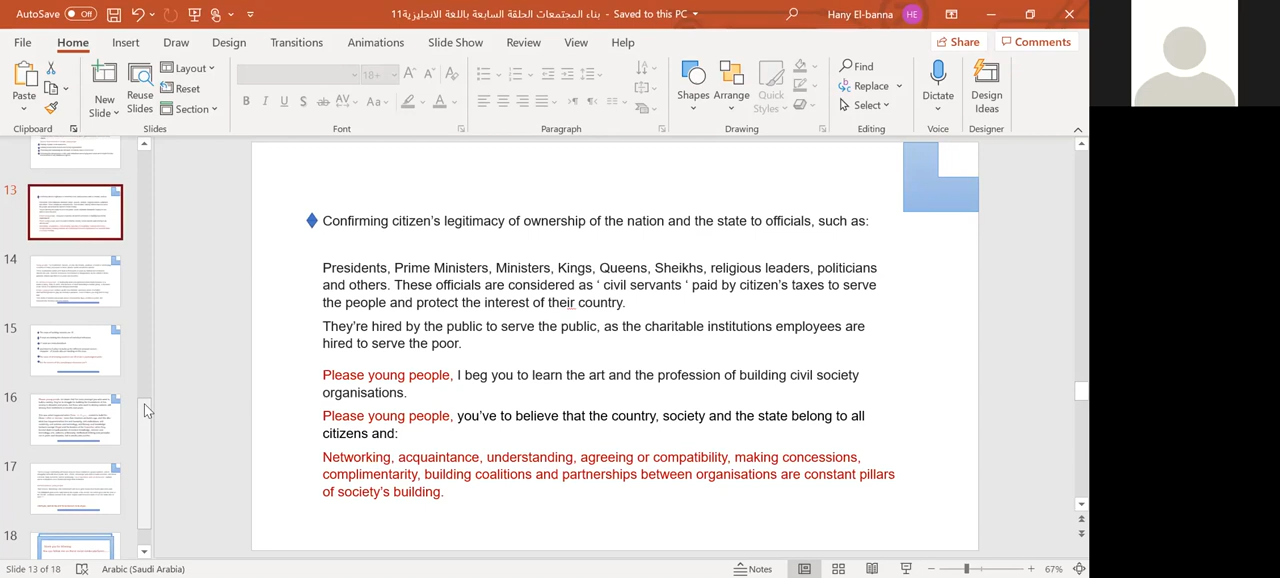 AutoSave Off بناء المجتمعات الحلقة السابعة باللغة الانجليزية11 - Saved to this PC Hany El-banna HE
File Home Insert Draw Design Transitions Animations Slide Show Review View Help Share Comments
Paste New Slide Reuse Slides Layout Reset Section 18+ Shapes Arrange Quick Styles Find Replace Select Dictate Design Ideas
Clipboard Slides Font Paragraph Drawing Editing Voice Designer
13
14
15
16
17
18
Confirming citizen's legacy of ownership of the nation and the state officials, such as:
Presidents, Prime Ministers, Ministers, Kings, Queens, Sheikhs, religious leaders, politicians
and others. These officials are considered as ' civil servants ' paid by citizen's taxes to serve
the people and protect the interest of their country.
They're hired by the public to serve the public, as the charitable institutions employees are
hired to serve the poor.
Please young people, I beg you to learn the art and the profession of building civil society
organisations.
Please young people, you must believe that the country, society and the state belong to all
citizens and:
Networking, acquaintance, understanding, agreeing or compatibility, making concessions,
complimentarity, building unions and partnerships between organisations are constant pillars
of society's building.
Slide 13 of 18 Arabic (Saudi Arabia) Notes 67%